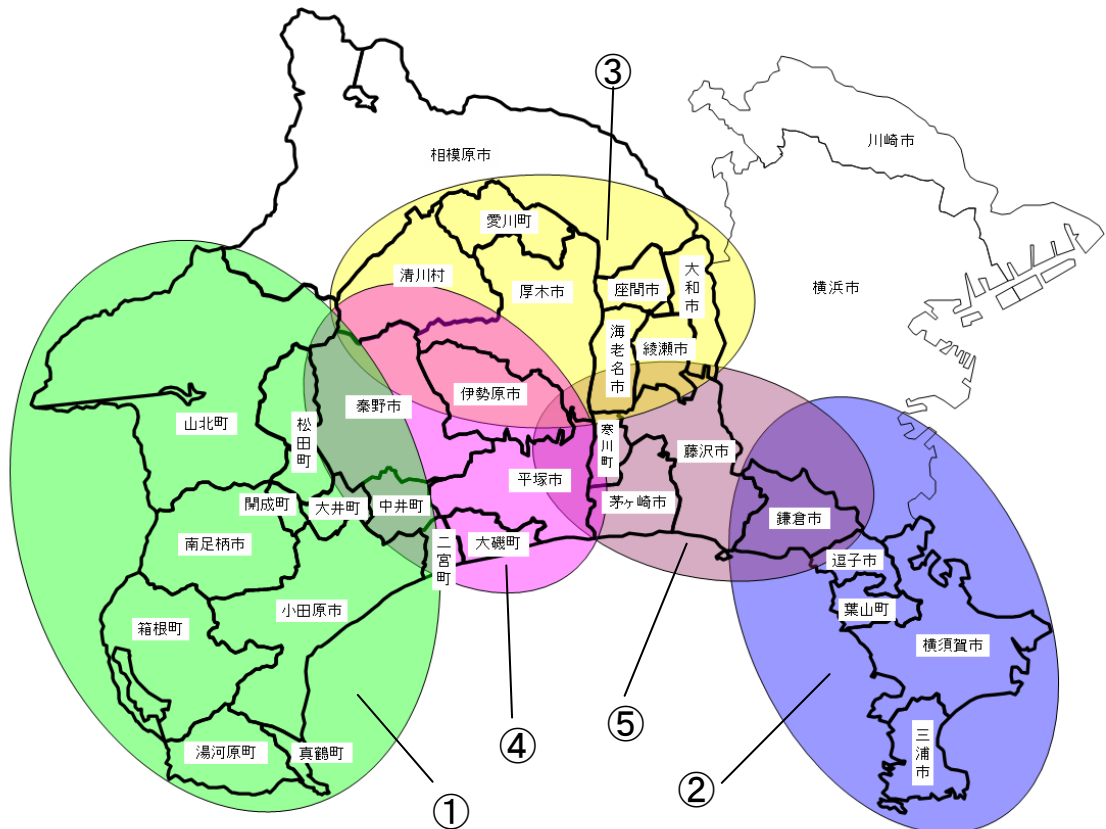 ③
川崎市
相模原市
愛川町
清川村
厚木市
座間市
大和市
横浜市
海老名市
綾瀬市
伊勢原市
秦野市
山北町
松田町
寒川町
藤沢市
平塚市
茅ヶ崎市
開成町
大井町
中井町
鎌倉市
南足柄市
二宮町
大磯町
逗子市
小田原市
葉山町
箱根町
横須賀市
⑤
④
湯河原町
真鶴町
三浦市
②
①